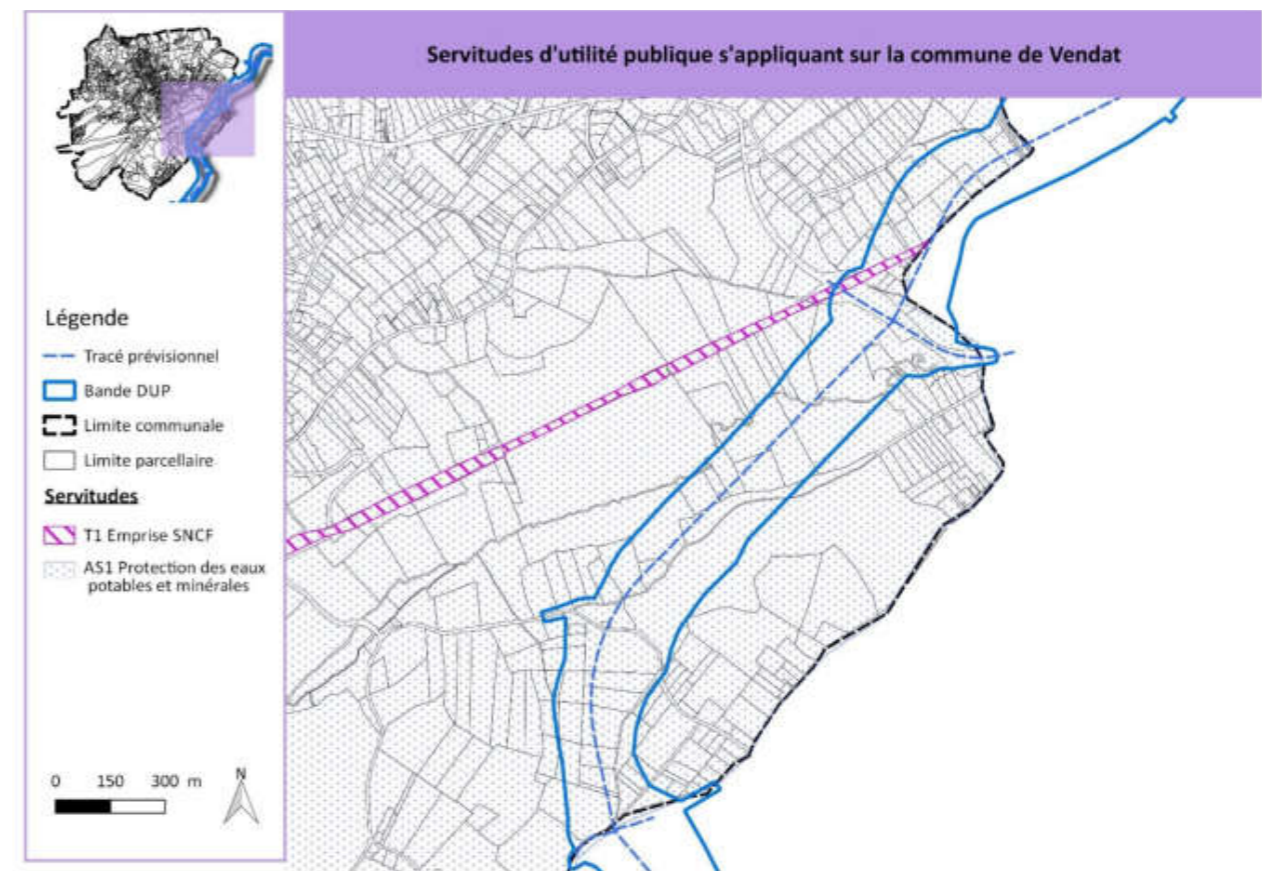 Servitudes d'utilité publique s'appliquant sur la commune de Vendat
Légende
Tracé prévisionnel
Bande DUP
Limite communale
Limite parcellaire
Servitudes
T1 Emprise SNCF
AS1 Protection des eaux
potables et minérales
0 150 300 m
N